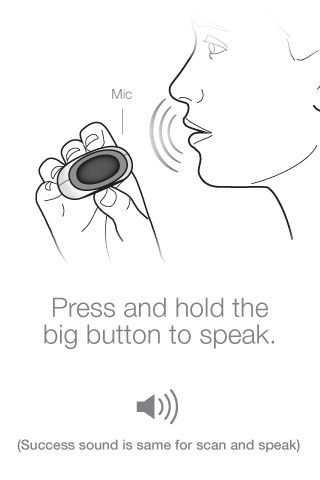 Mic
Press and hold the
big button to speak.
(Success sound is same for scan and speak)